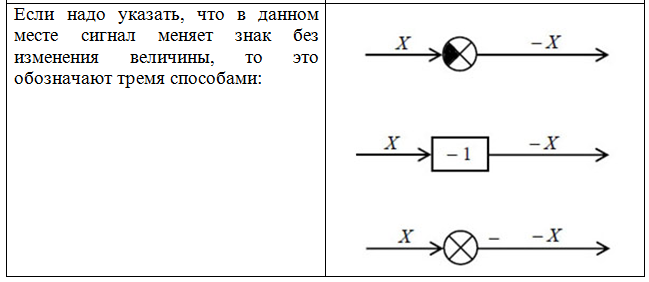 Если надо указать, что в данном
месте сигнал меняет знак без
изменения величины, то это
обозначают тремя способами:
X – X
X – 1 – X
X – – X